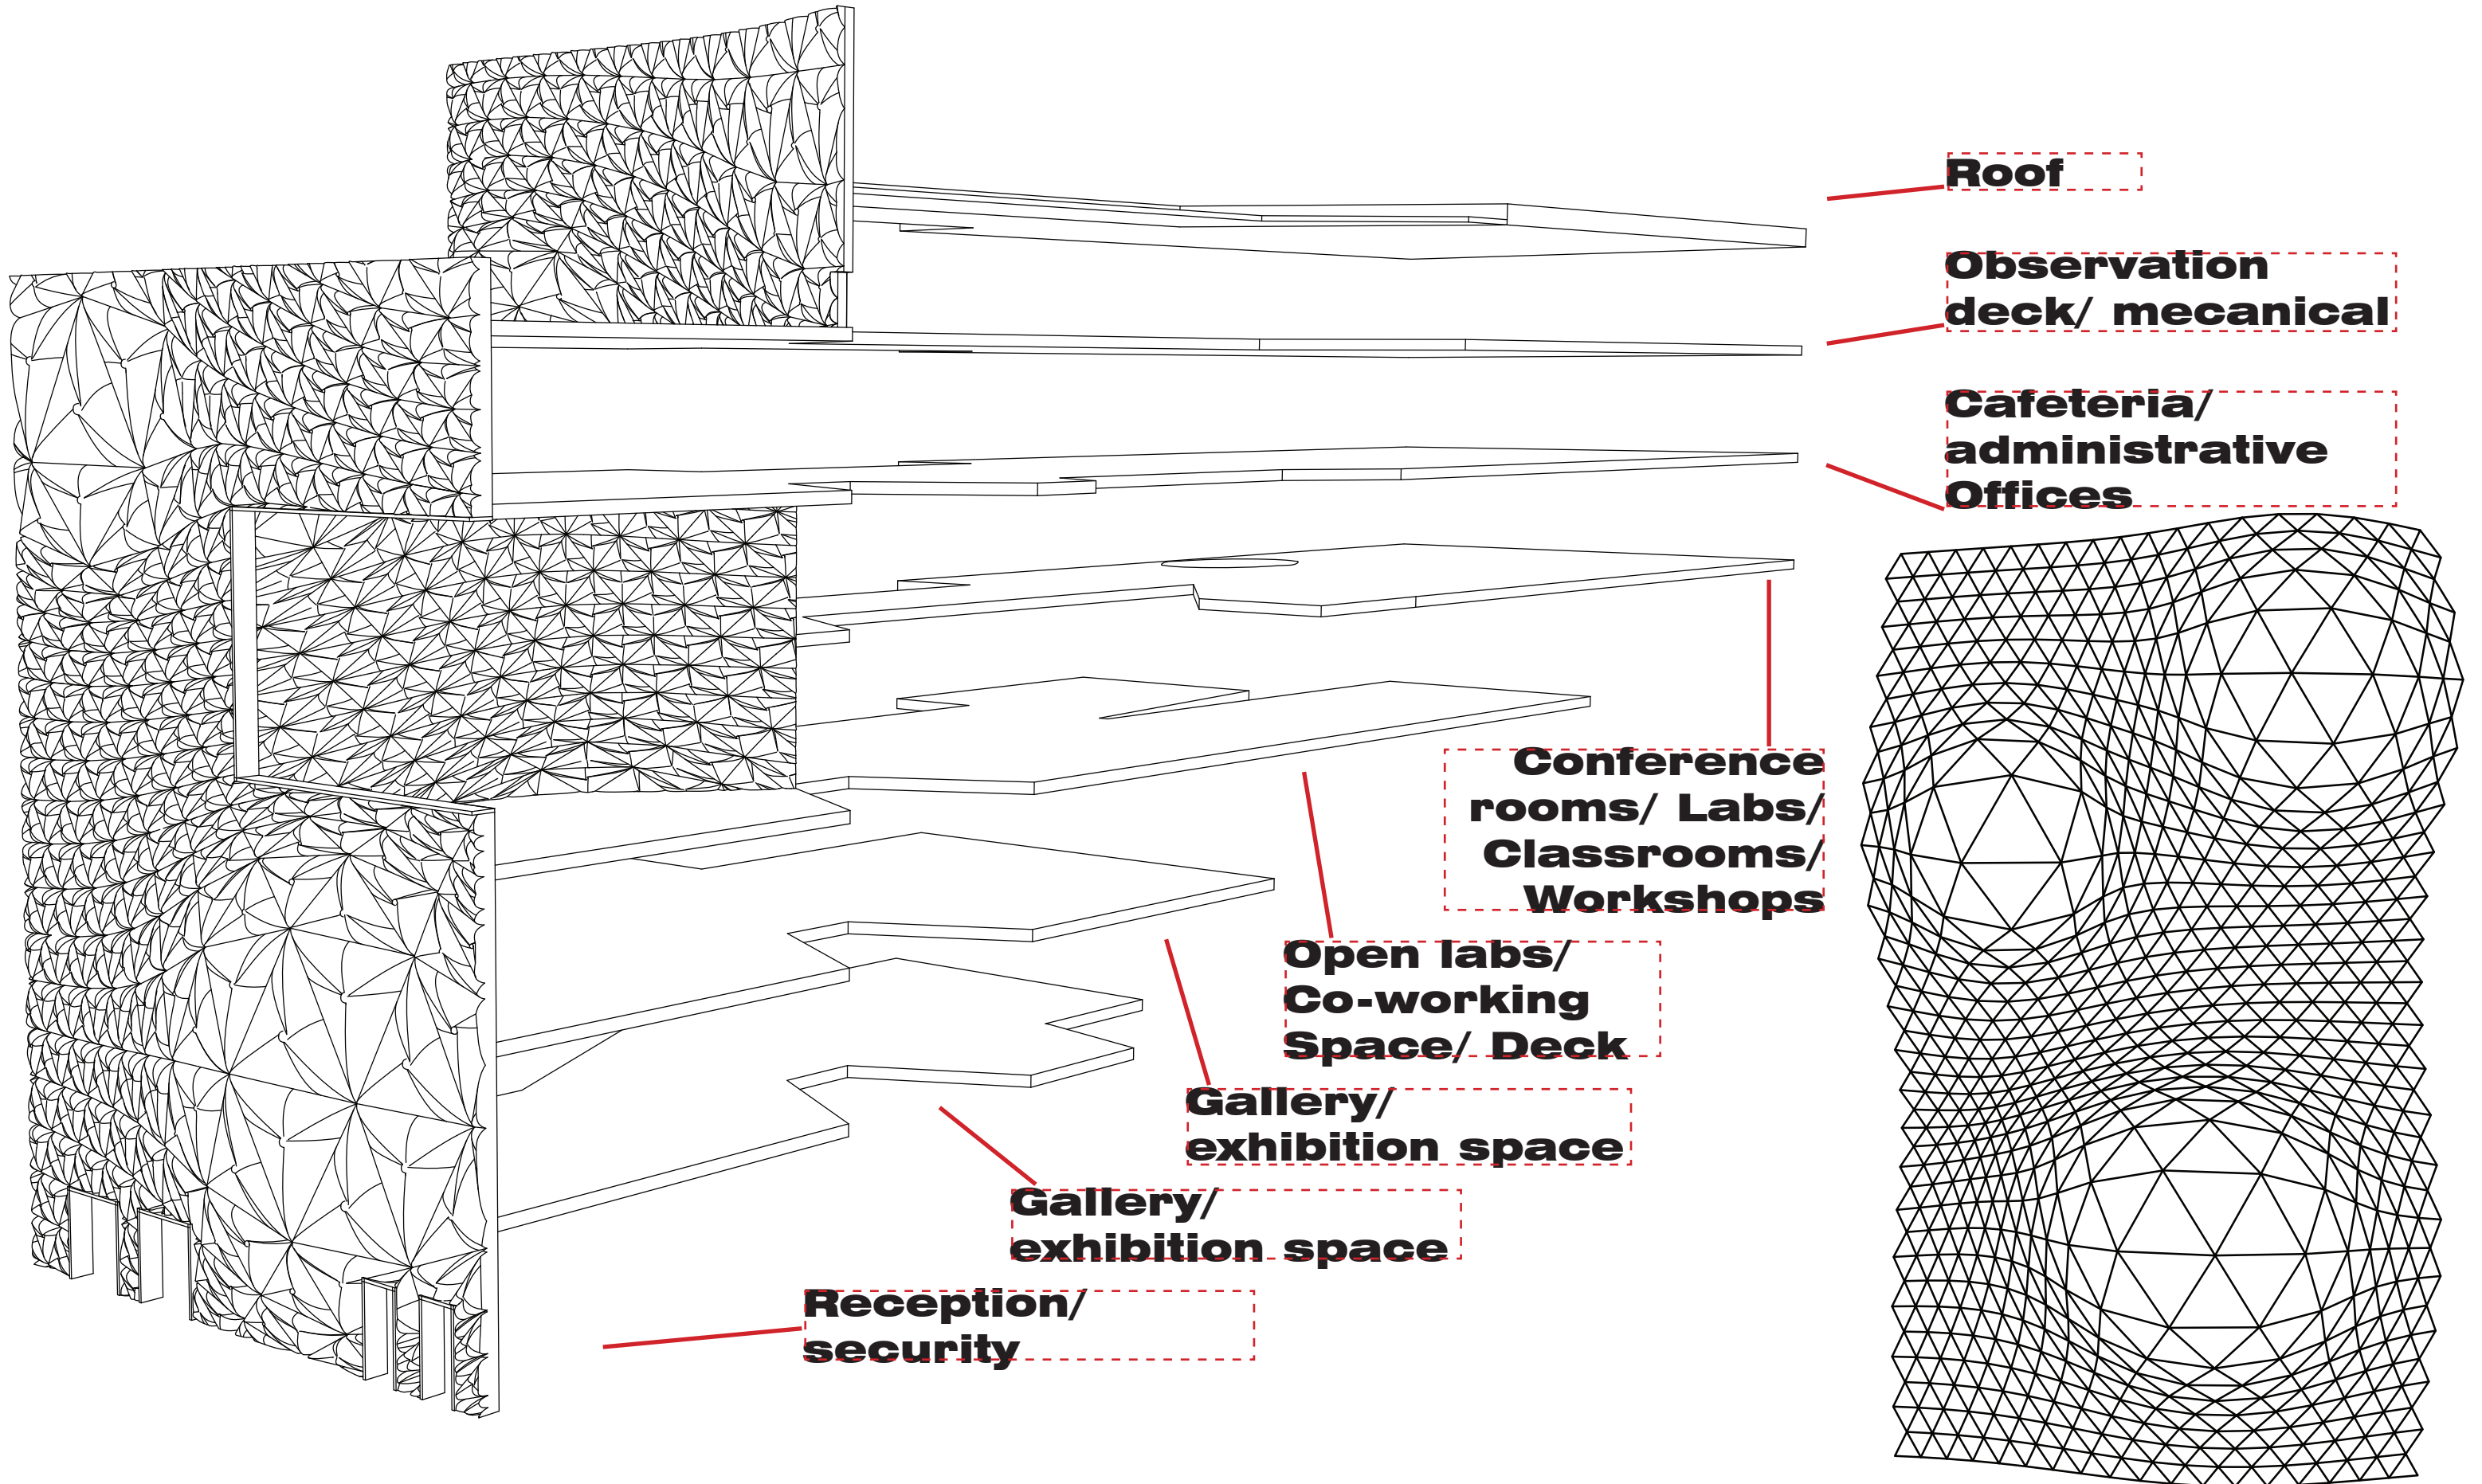 Roof
Observation
deck/ mecanical
Cafeteria/
administrative
Offices
Conference
rooms/ Labs/
Classrooms/
Workshops
Open labs/
Co-working
Space/ Deck
Gallery/
exhibition space
Gallery/
exhibition space
Reception/
security